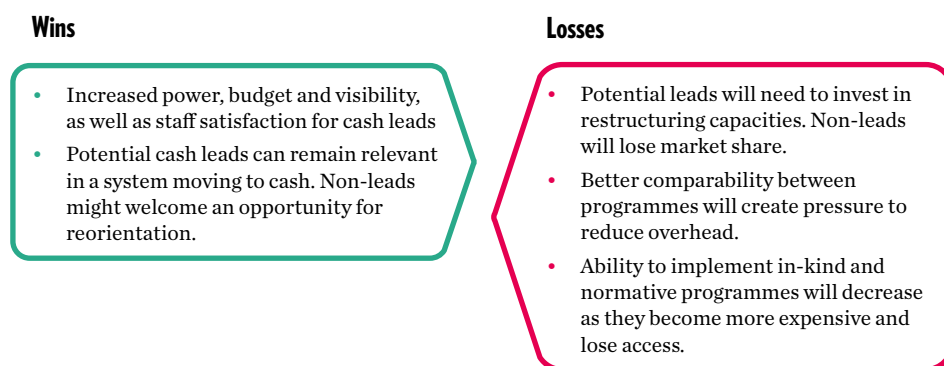 Wins
Increased power, budget and visibility,
as well as staff satisfaction for cash leads
Potential cash leads can remain relevant
in a system moving to cash. Non-leads
might welcome an opportunity for
reorientation.
Losses
Potential leads will need to invest in
restructuring capacities. Non-leads
will lose market share.
Better comparability between
programmes will create pressure to
reduce overhead.
Ability to implement in-kind and
normative programmes will decrease
as they become more expensive and
lose access.